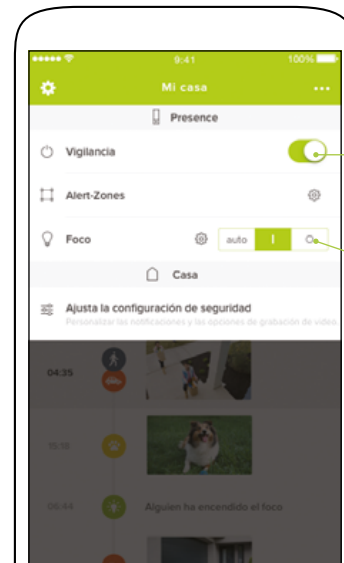 9:41 100%
Mi casa
Presence
Vigilancia
Alert-Zones
Foco auto I O
Casa
Ajusta la configuración de seguridad
Personalizar las notificaciones y las opciones de grabación de vídeo.
04:35
15:18
06:44 Alguien ha encendido el foco